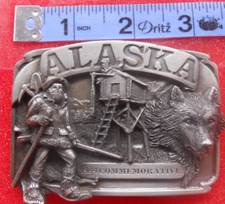 1 INCH 2 Dritz 3
ALASKA
COMMEMORATIVE